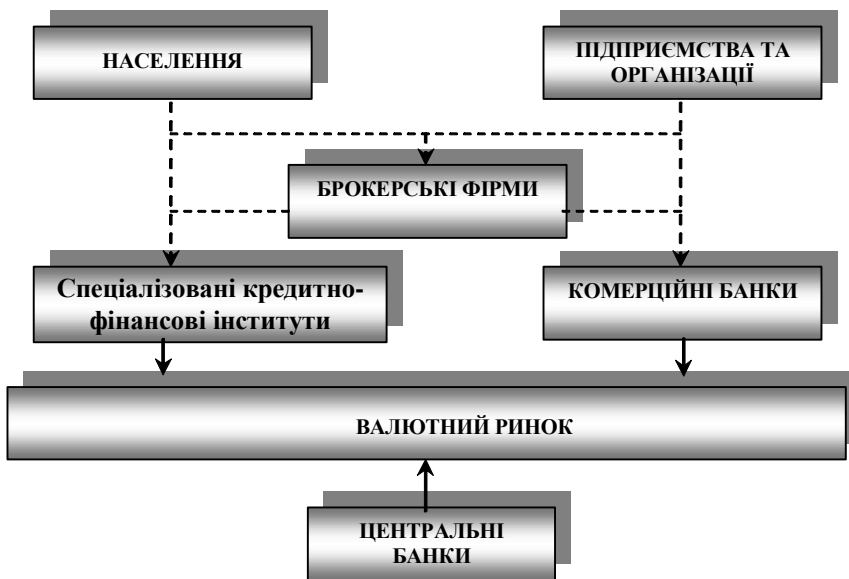 НАСЕЛЕННЯ
ПІДПРИЄМСТВА ТА
ОРГАНІЗАЦІЇ
БРОКЕРСЬКІ ФІРМИ
Спеціалізовані кредитно-
фінансові інститути
КОМЕРЦІЙНІ БАНКИ
ВАЛЮТНИЙ РИНОК
ЦЕНТРАЛЬНІ
БАНКИ